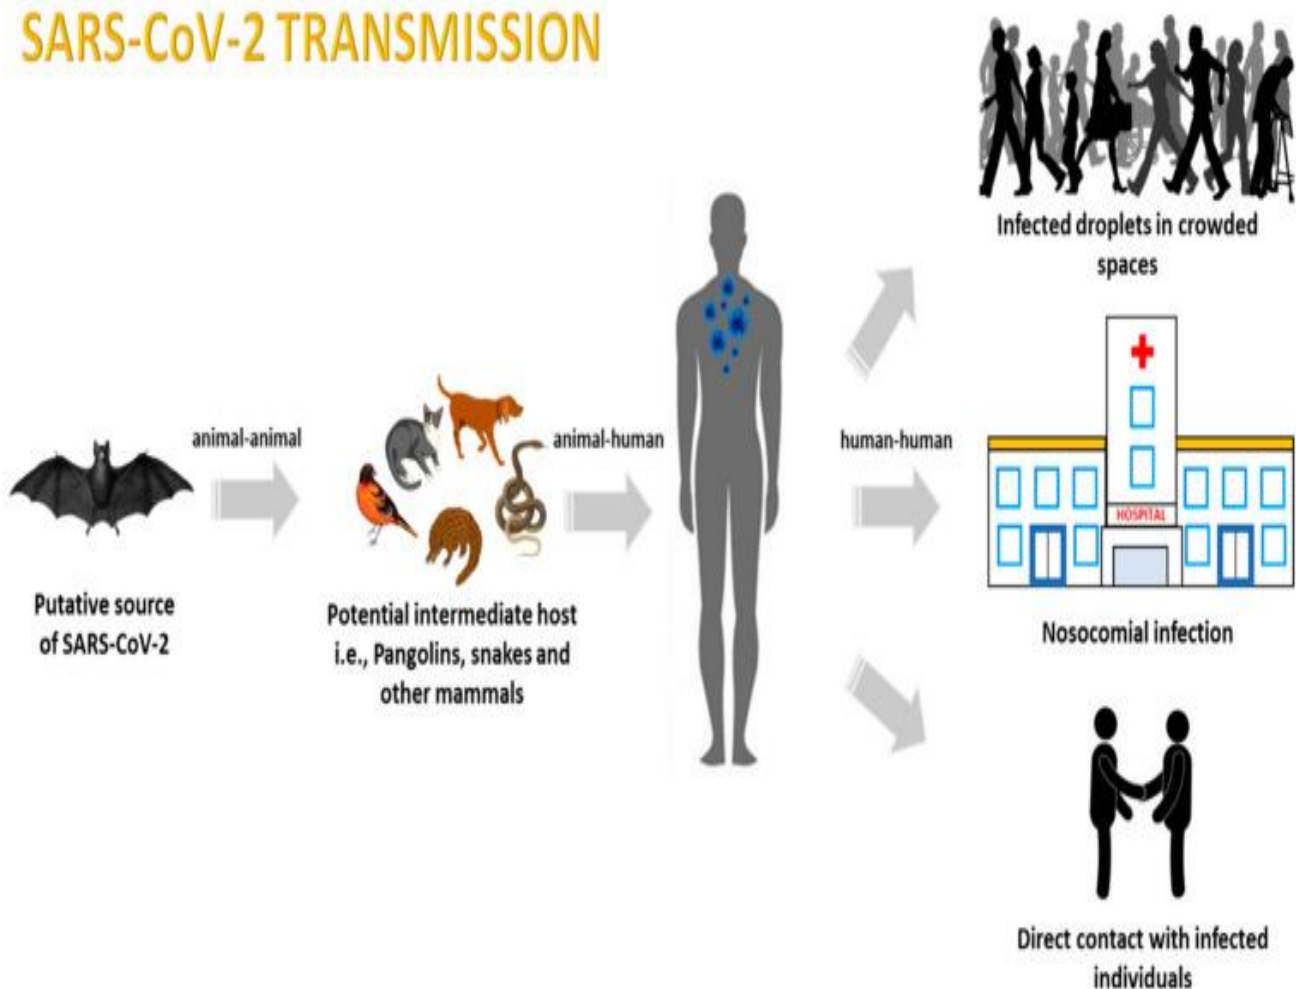 SARS-CoV-2 TRANSMISSION
Infected droplets in crowded
spaces
animal-animal
animal-human
human-human
HOSPITAL
Putative source
of SARS-CoV-2
Potential intermediate host
i.e., Pangolins, snakes and
other mammals
Nosocomial infection
Direct contact with infected
individuals